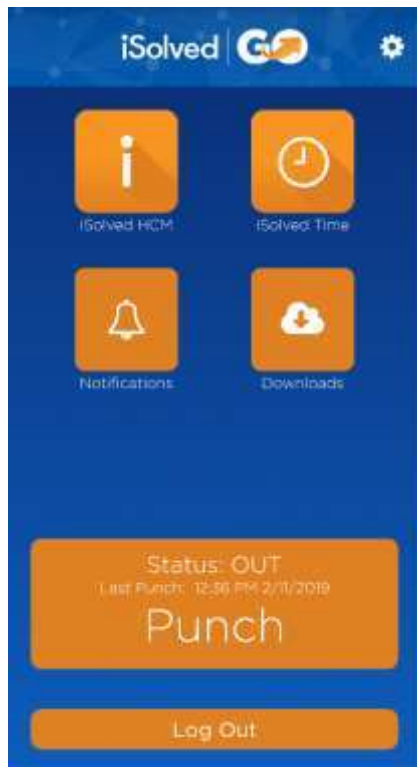 iSolved GO
iSolved HCM
iSolved Time
Notifications
Downloads
Status: OUT
Last Punch: 12:36 PM 2/11/2019
Punch
Log Out